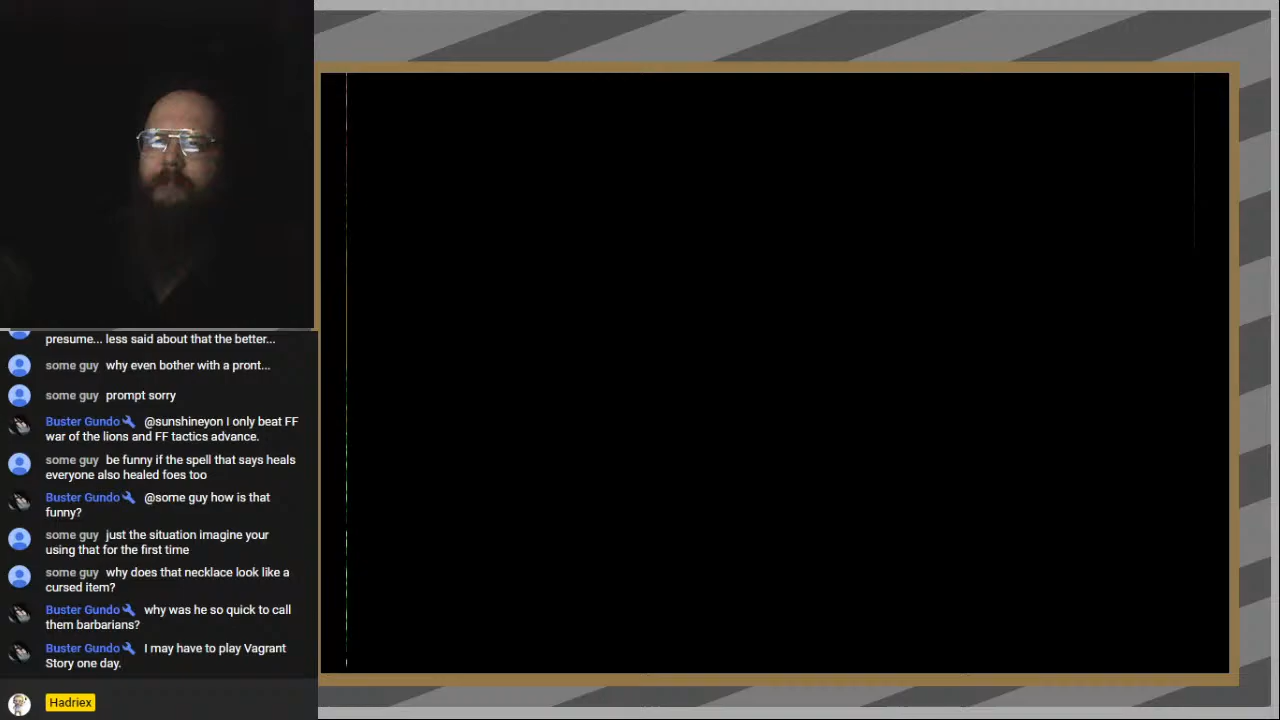 presume... less said about that the better...
some guy why even bother with a pront...
some guy prompt sorry
Buster Gundo @sunshineyon I only beat FF
war of the lions and FF tactics advance.
some guy be funny if the spell that says heals
everyone also healed foes too
Buster Gundo @some guy how is that
funny?
some guy just the situation imagine your
using that for the first time
some guy why does that necklace look like a
cursed item?
Buster Gundo why was he so quick to call
them barbarians?
Buster Gundo I may have to play Vagrant
Story one day.
Hadriex